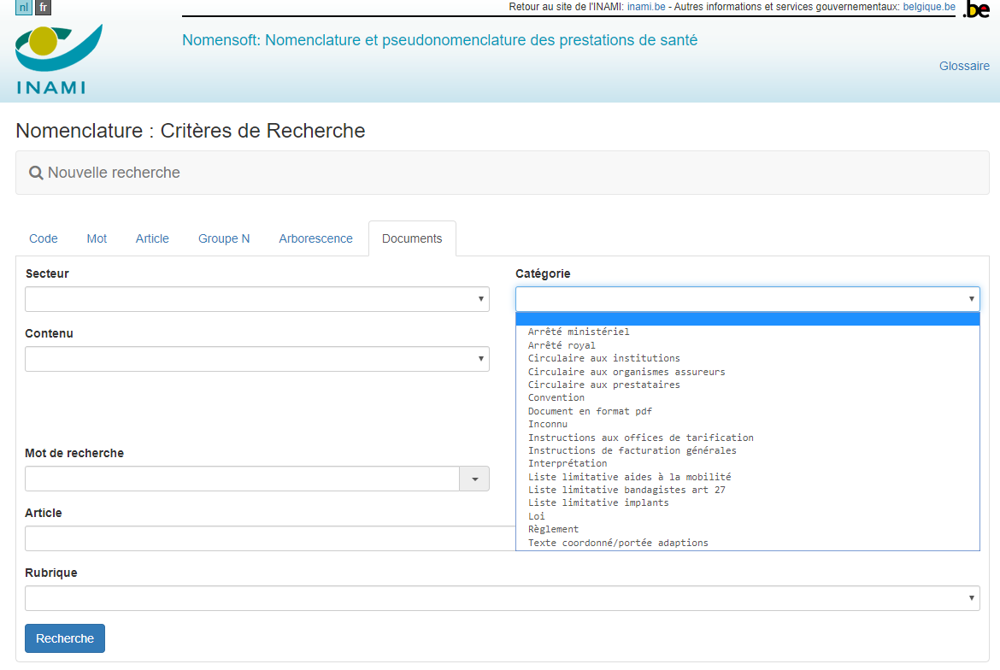 nl fr
Retour au site de l'INAMI: inami.be - Autres informations et services gouvernementaux: belgique.be
.be
Nomensoft: Nomenclature et pseudonomenclature des prestations de santé
Glossaire
INAMI
Nomenclature : Critères de Recherche
Nouvelle recherche
Code Mot Article Groupe N Arborescence Documents
Secteur
Catégorie
Contenu
Arrêté ministériel
Arrêté royal
Circulaire aux institutions
Circulaire aux organismes assureurs
Circulaire aux prestataires
Convention
Document en format pdf
Inconnu
Instructions aux offices de tarification
Instructions de facturation générales
Interprétation
Liste limitative aides à la mobilité
Liste limitative bandagistes art 27
Liste limitative implants
Loi
Règlement
Texte coordonné/portée adaptions
Mot de recherche
Article
Rubrique
Recherche